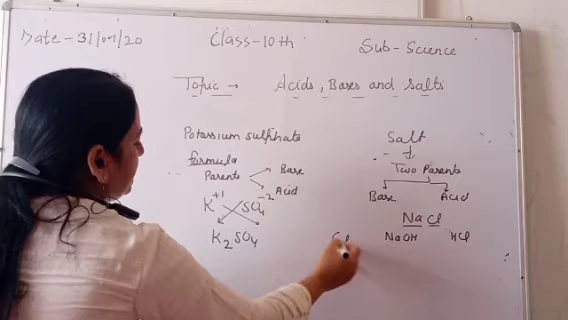 Date - 31/07/20 Class-10th Sub - Science
Topic → Acids, Bases and Salts
Potassium sulphate
formula
Parents → Base
→ Acid
K⁺¹ SO₄⁻²
K₂SO₄
Salt
Two Parents
Base Acid
NaCl
NaOH HCl